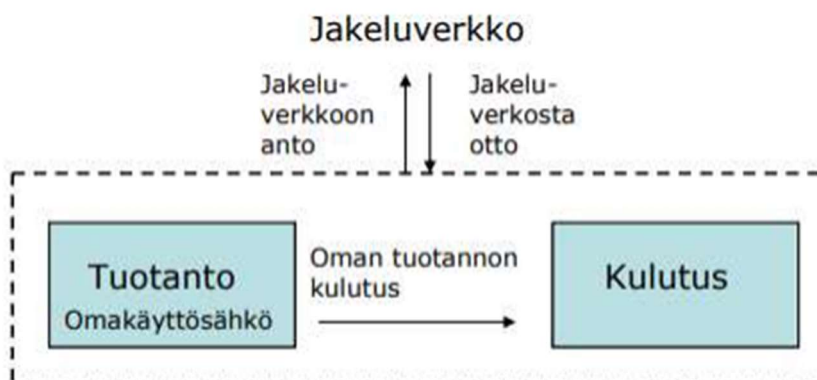 Jakeluverkko
Jakelu-
verkkoon
anto
Jakelu-
verkosta
otto
Tuotanto
Omakäyttösähkö
Oman tuotannon
kulutus
Kulutus